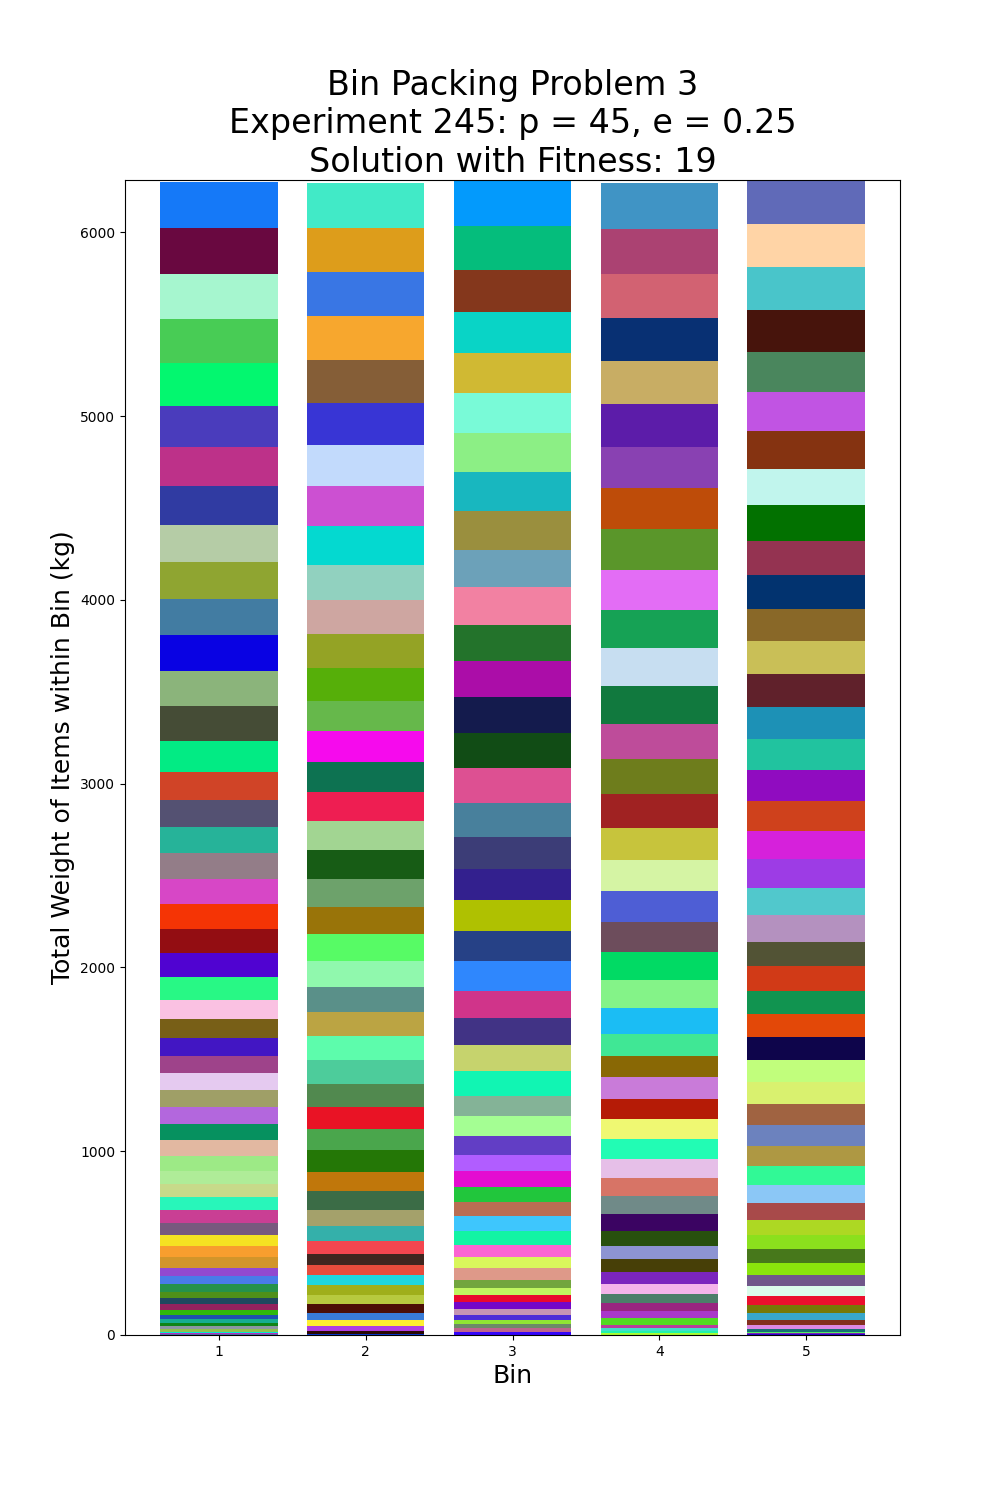 Bin Packing Problem 3
Experiment 245: p = 45, e = 0.25
Solution with Fitness: 19
Total Weight of Items within Bin (kg)
6000
5000
4000
3000
2000
1000
0
1 2 3 4 5
Bin